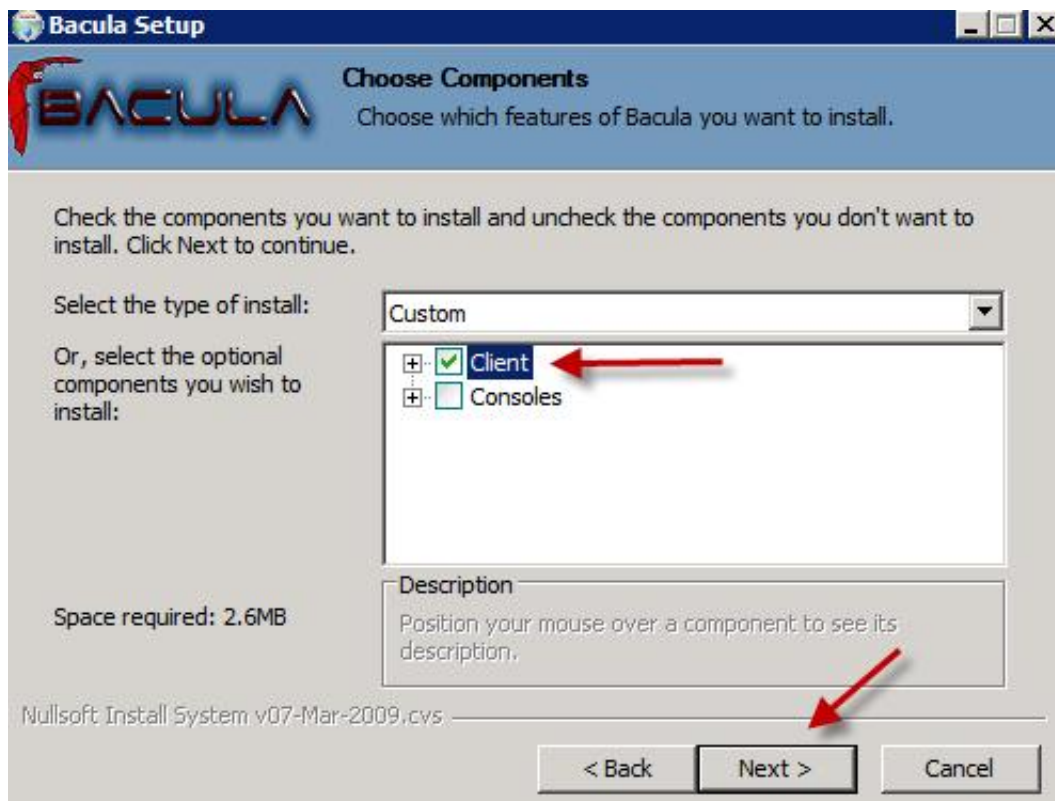 Bacula Setup
BACULA
Choose Components
Choose which features of Bacula you want to install.
Check the components you want to install and uncheck the components you don't want to
install. Click Next to continue.
Select the type of install:
Custom
Or, select the optional
components you wish to
install:
Client
Consoles
Space required: 2.6MB
Description
Position your mouse over a component to see its
description.
Nullsoft Install System v07-Mar-2009.cvs
< Back
Next >
Cancel